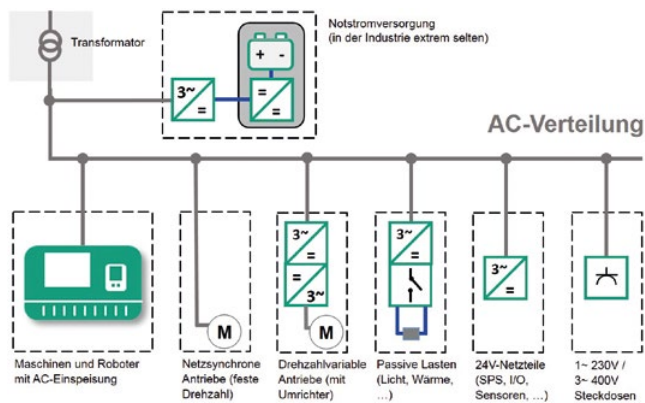 Transformator
Notstromversorgung
(in der Industrie extrem selten)
+ -
3~
=
=
=
AC-Verteilung
3~
=
=
3~
3~
=
3~
=
M
M
Maschinen und Roboter
mit AC-Einspeisung
Netzsynchrone
Antriebe (feste
Drehzahl)
Drehzahlvariable
Antriebe (mit
Umrichter)
Passive Lasten
(Licht, Wärme,
...)
24V-Netzteile
(SPS, I/O,
Sensoren, ...)
1~ 230V /
3~ 400V
Steckdosen